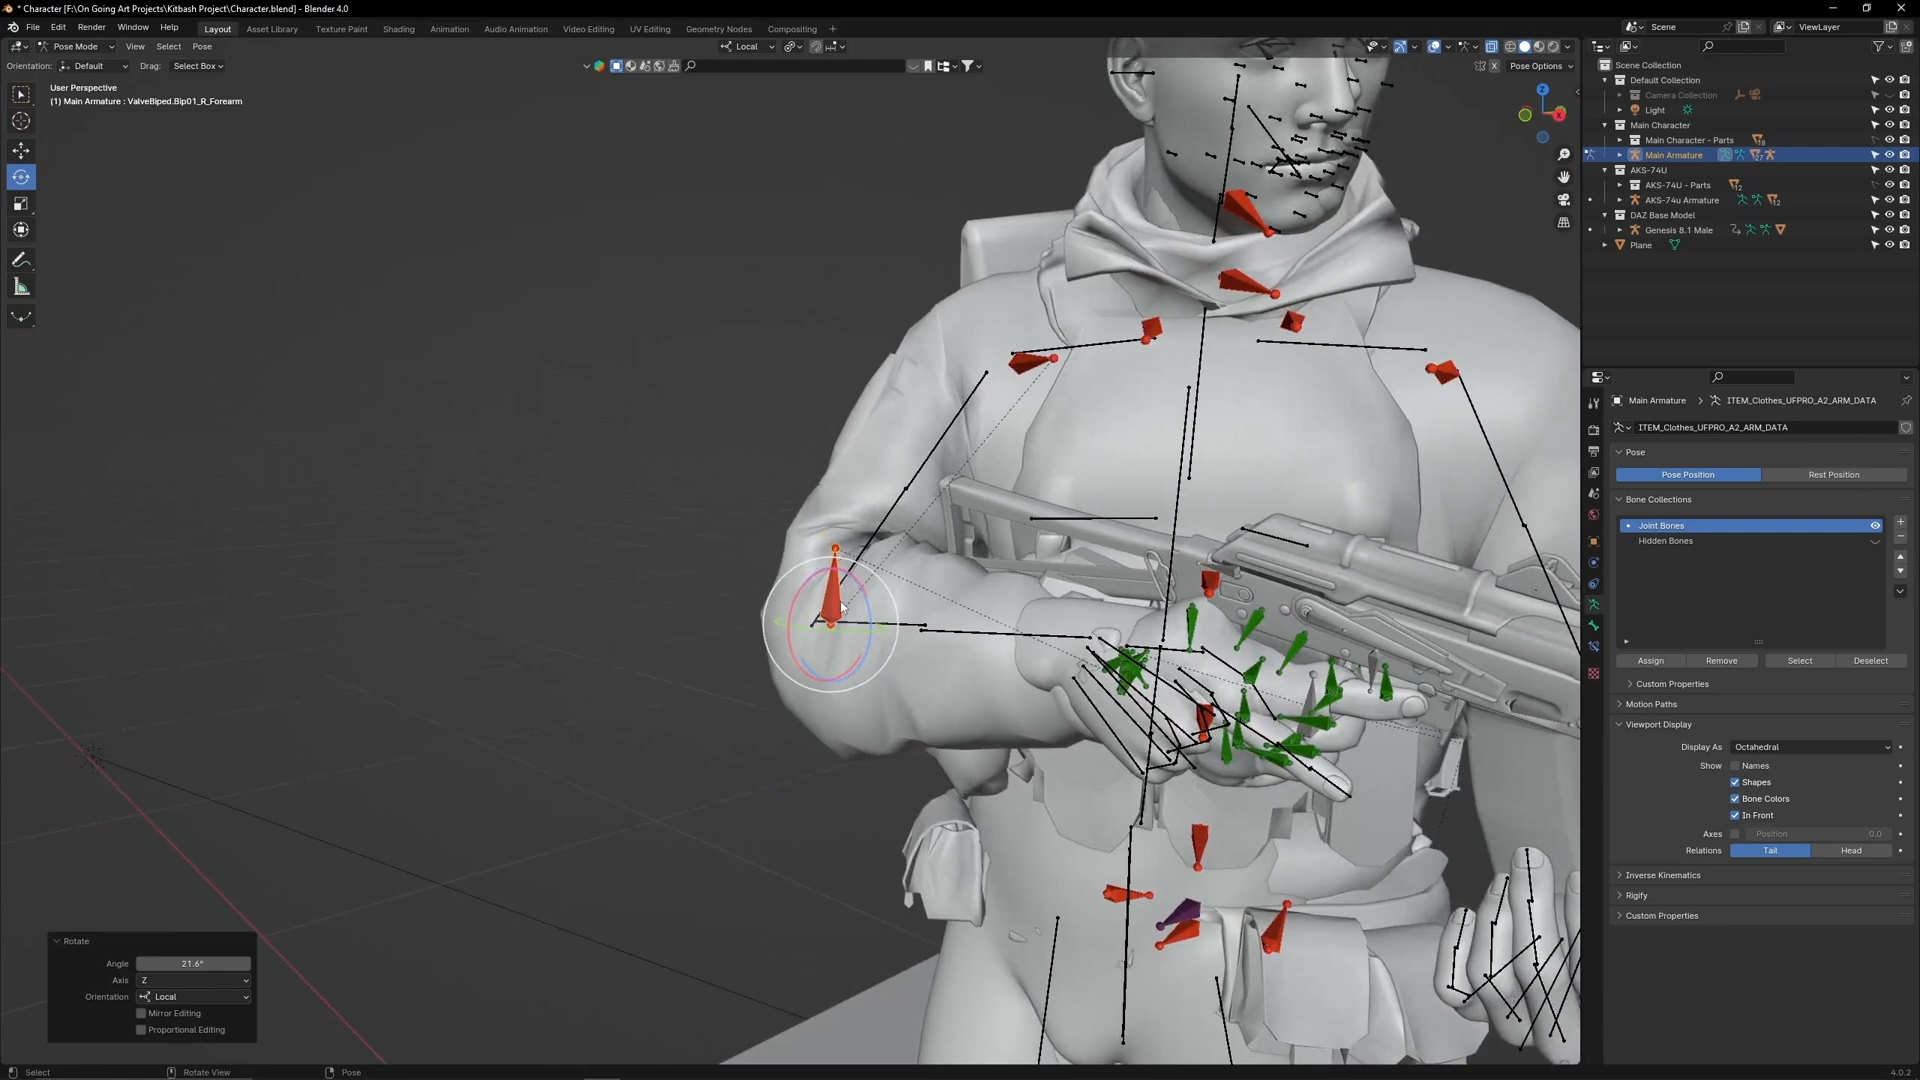 * Character [F:\On Going Art Projects\Kitbash Project\Character.blend] - Blender 4.0
File Edit Render Window Help Layout Asset Library Texture Paint Shading Animation Audio Animation Video Editing UV Editing Geometry Nodes Compositing + Scene ViewLayer
Pose Mode View Select Pose Local
Orientation: Default Drag: Select Box X Pose Options
User Perspective
(1) Main Armature : ValveBiped.Bip01_R_Forearm
Z
X
Scene Collection
Default Collection
Camera Collection
Light
Main Character
Main Character - Parts 18
Main Armature 27
AKS-74U
AKS-74U - Parts 12
AKS-74u Armature 12
DAZ Base Model
Genesis 8.1 Male
Plane
Main Armature > ITEM_Clothes_UFPRO_A2_ARM_DATA
ITEM_Clothes_UFPRO_A2_ARM_DATA
Pose
Pose Position Rest Position
Bone Collections
Joint Bones
Hidden Bones
Assign Remove Select Deselect
Custom Properties
Motion Paths
Viewport Display
Display As Octahedral
Show Names
Shapes
Bone Colors
In Front
Axes Position 0.0
Relations Tail Head
Inverse Kinematics
Rigify
Custom Properties
Rotate
Angle 21.6°
Axis Z
Orientation Local
Mirror Editing
Proportional Editing
Select Rotate View Pose 4.0.2